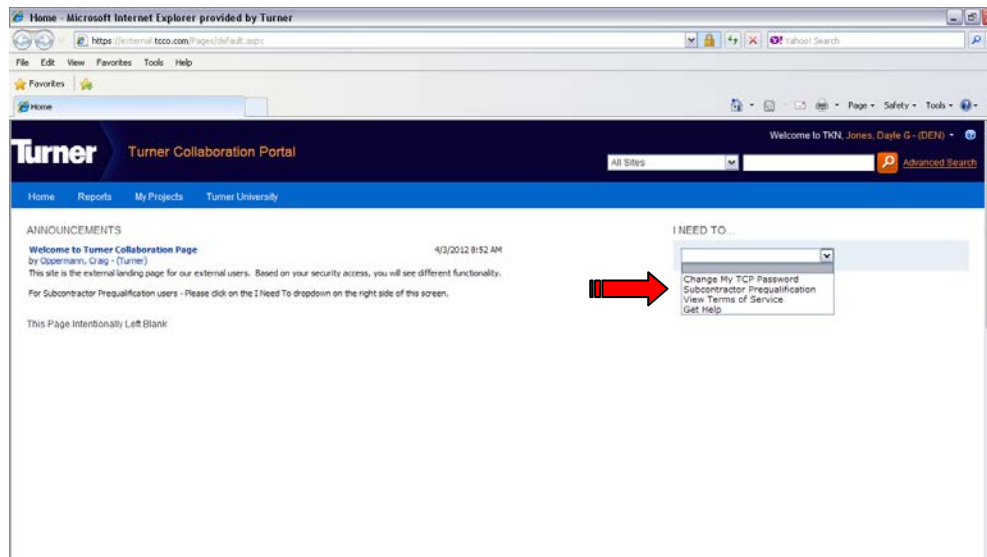 Home - Microsoft Internet Explorer provided by Turner
https://external.tcco.com/Pages/default.aspx
Yahoo! Search
File Edit View Favorites Tools Help
Favorites
Home
Page Safety Tools
Turner
Turner Collaboration Portal
Welcome to TKN, Jones, Dayle G - (DEN)
All Sites
Advanced Search
Home Reports My Projects Turner University
ANNOUNCEMENTS
Welcome to Turner Collaboration Page 4/3/2012 8:52 AM
by Oppermann, Craig - (Turner)
This site is the external landing page for our external users. Based on your security access, you will see different functionality.
For Subcontractor Prequalification users - Please click on the I Need To dropdown on the right side of this screen.
This Page Intentionally Left Blank
I NEED TO...
Change My TCP Password
Subcontractor Prequalification
View Terms of Service
Get Help